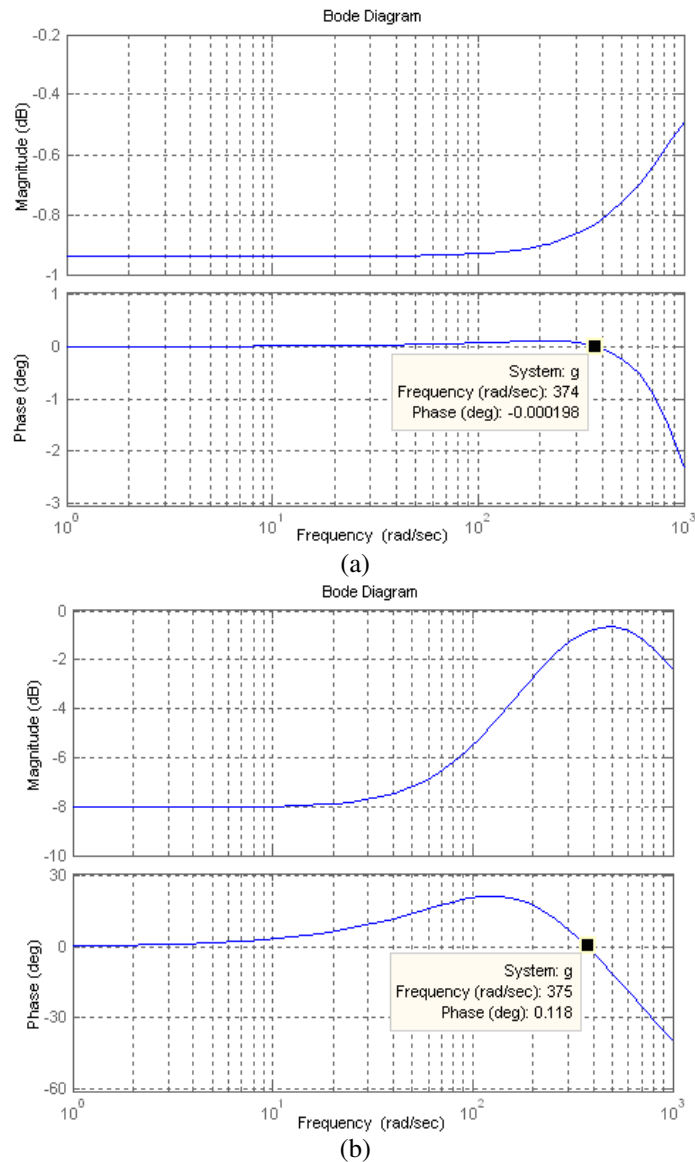 Bode Diagram
Magnitude (dB)
-0.2
-0.4
-0.6
-0.8
-1
Phase (deg)
1
0
-1
-2
-3
System: g
Frequency (rad/sec): 374
Phase (deg): -0.000198
10^0
10^1
10^2
10^3
Frequency (rad/sec)
(a)
Bode Diagram
Magnitude (dB)
0
-2
-4
-6
-8
-10
Phase (deg)
30
0
-30
-60
System: g
Frequency (rad/sec): 375
Phase (deg): 0.118
10^0
10^1
10^2
10^3
Frequency (rad/sec)
(b)